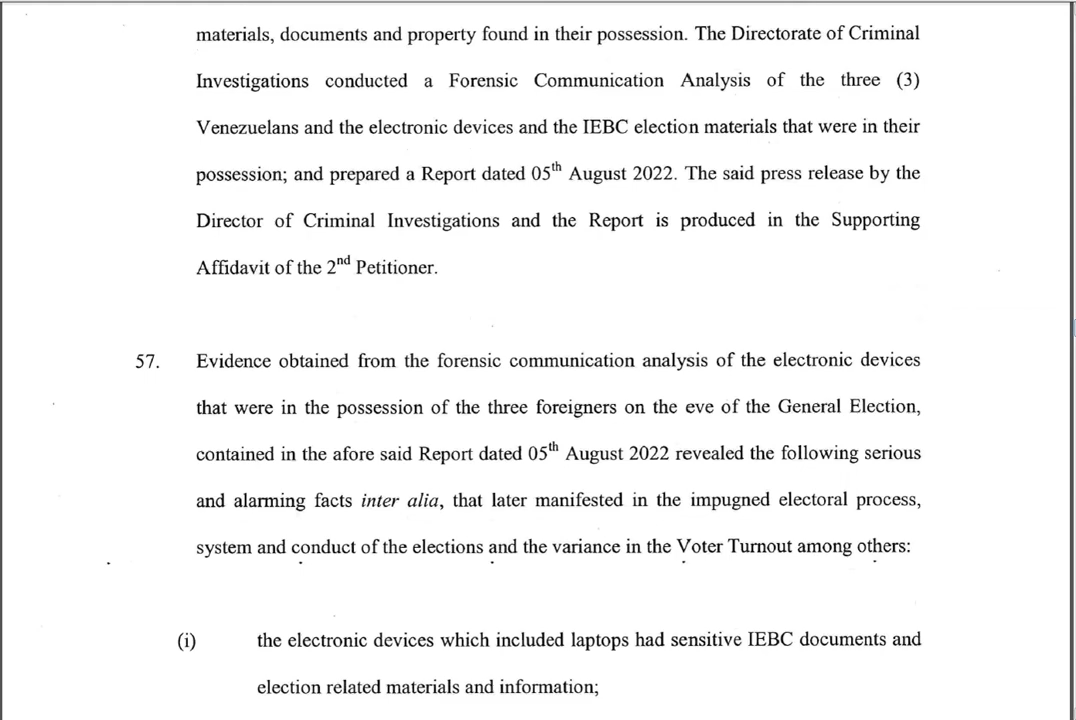 materials, documents and property found in their possession. The Directorate of Criminal
Investigations conducted a Forensic Communication Analysis of the three (3)
Venezuelans and the electronic devices and the IEBC election materials that were in their
possession; and prepared a Report dated 05th August 2022. The said press release by the
Director of Criminal Investigations and the Report is produced in the Supporting
Affidavit of the 2nd Petitioner.
57. Evidence obtained from the forensic communication analysis of the electronic devices
that were in the possession of the three foreigners on the eve of the General Election,
contained in the afore said Report dated 05th August 2022 revealed the following serious
and alarming facts inter alia, that later manifested in the impugned electoral process,
system and conduct of the elections and the variance in the Voter Turnout among others:
(i) the electronic devices which included laptops had sensitive IEBC documents and
election related materials and information;